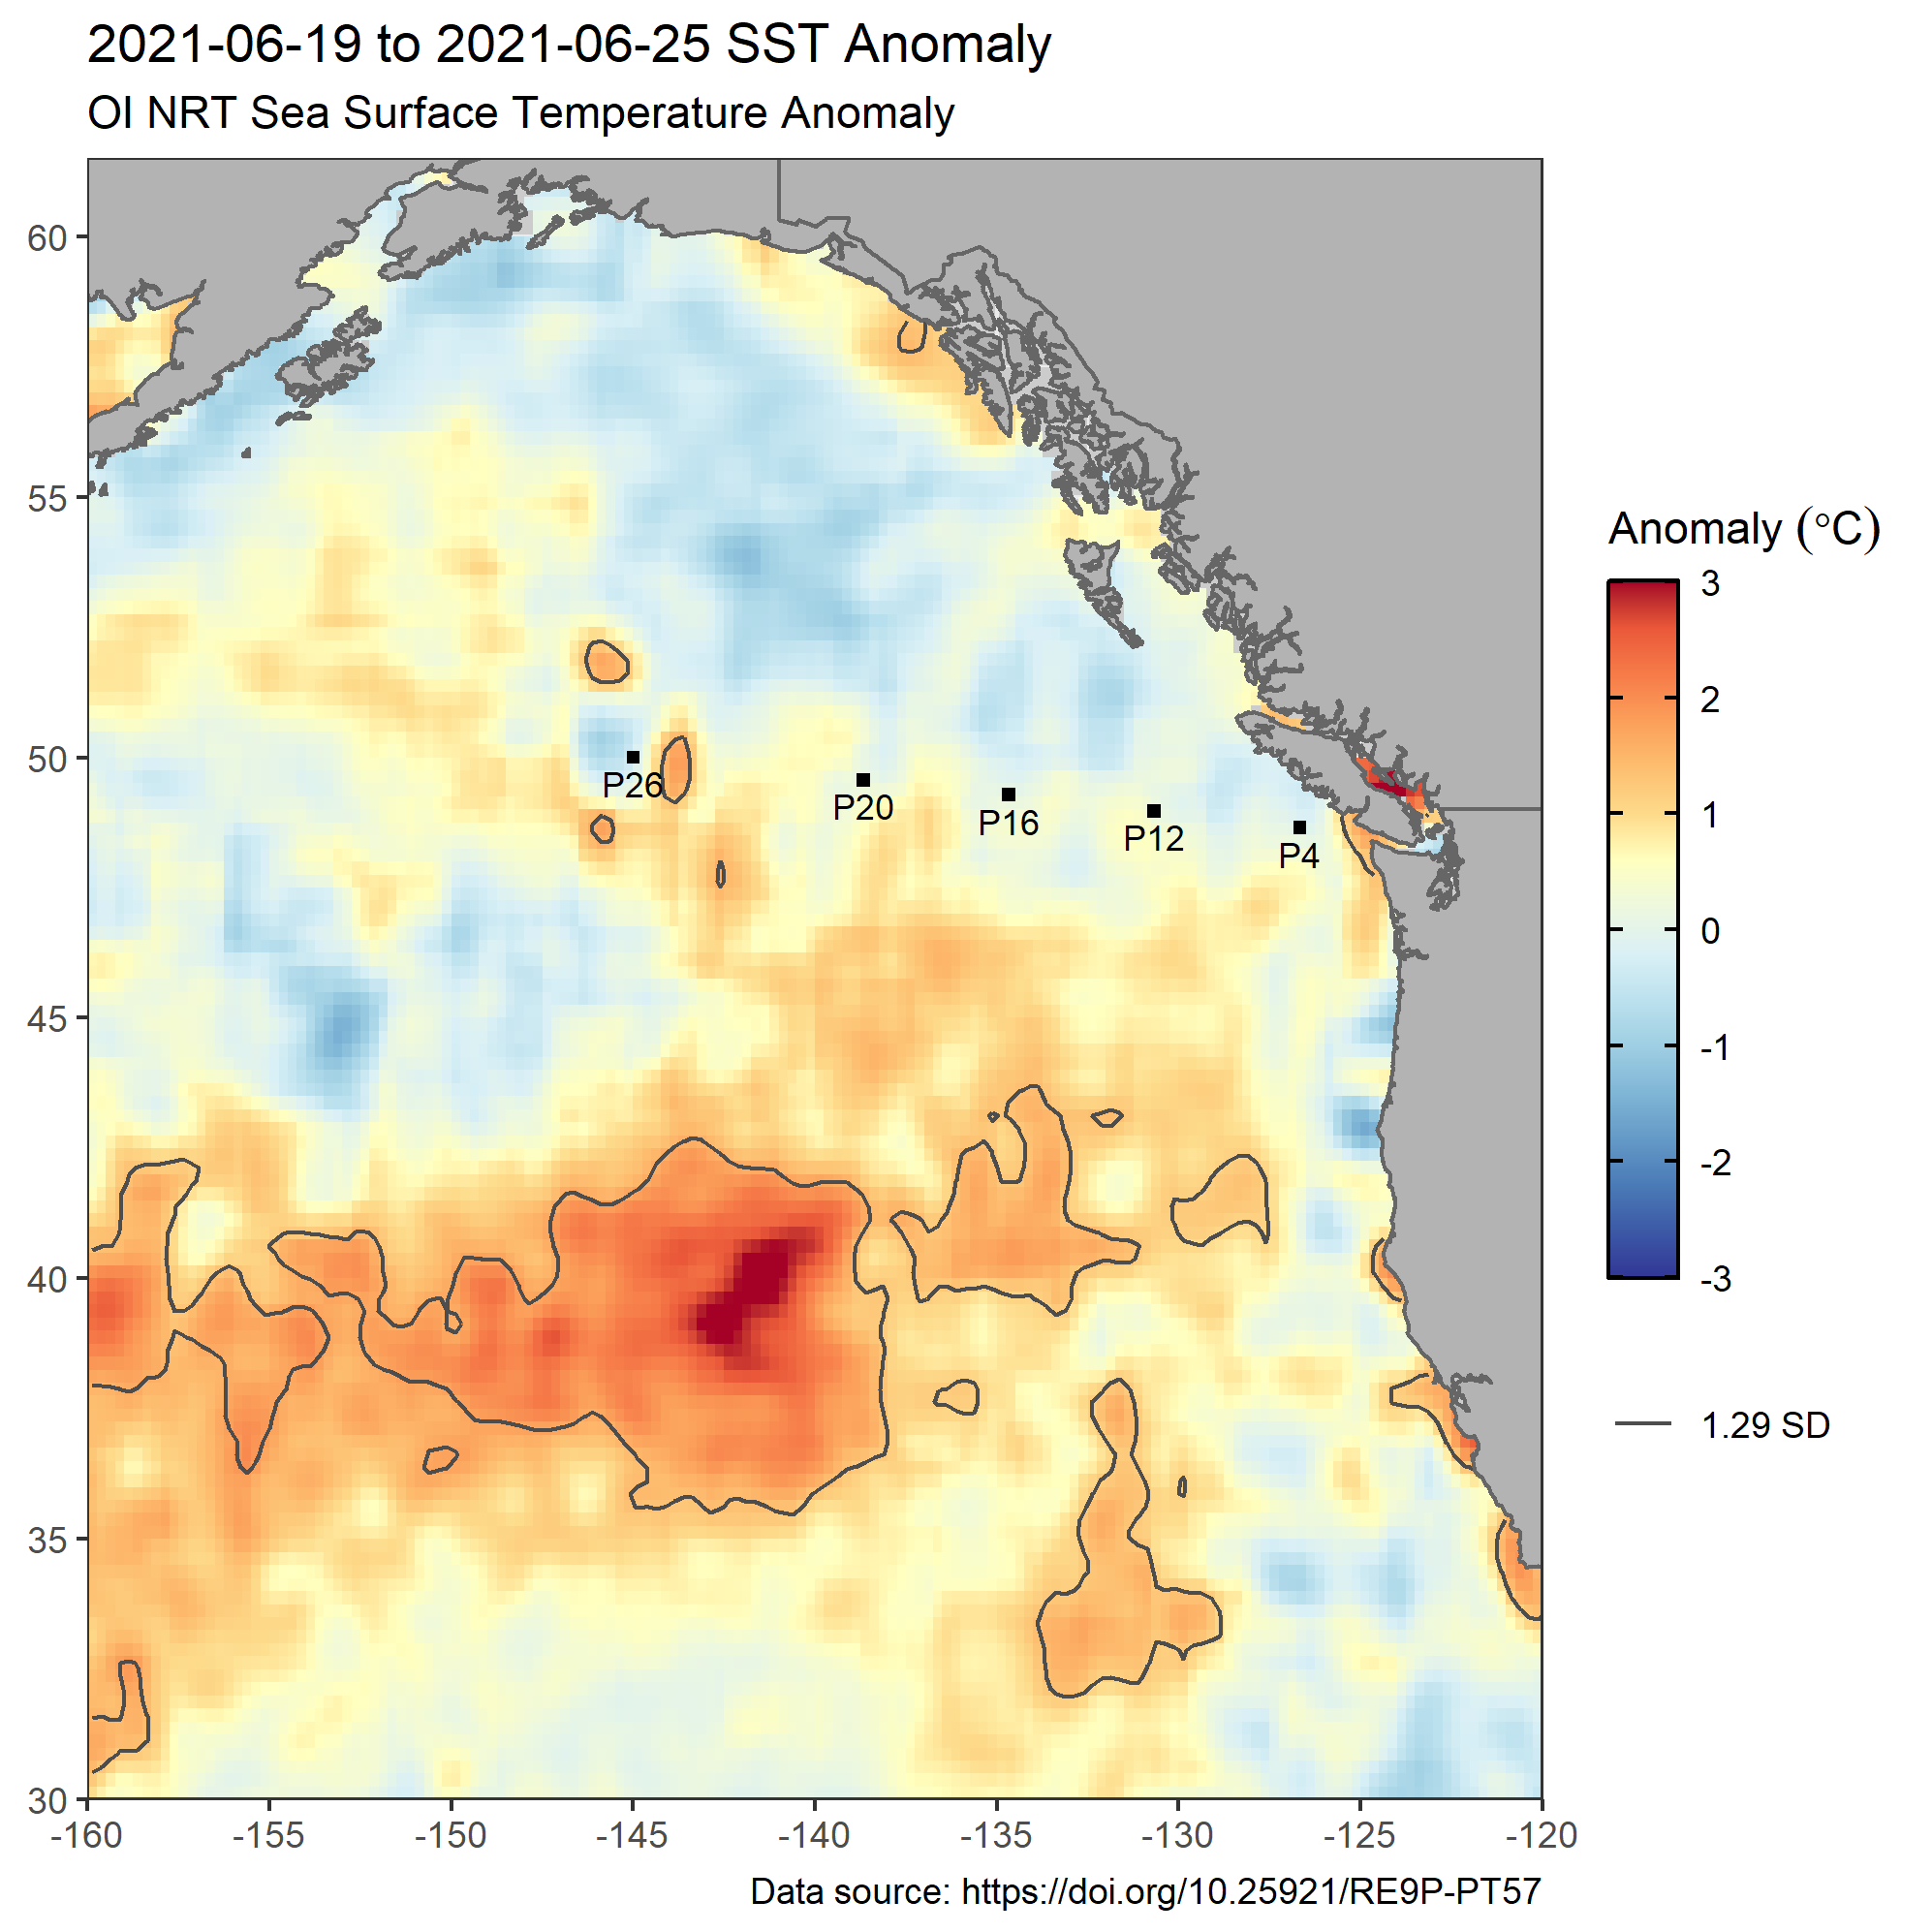 2021-06-19 to 2021-06-25 SST Anomaly
OI NRT Sea Surface Temperature Anomaly
60
55
50
45
40
35
30
-160
-155
-150
-145
-140
-135
-130
-125
-120
P26
P20
P16
P12
P4
Anomaly (°C)
3
2
1
0
-1
-2
-3
1.29 SD
Data source: https://doi.org/10.25921/RE9P-PT57